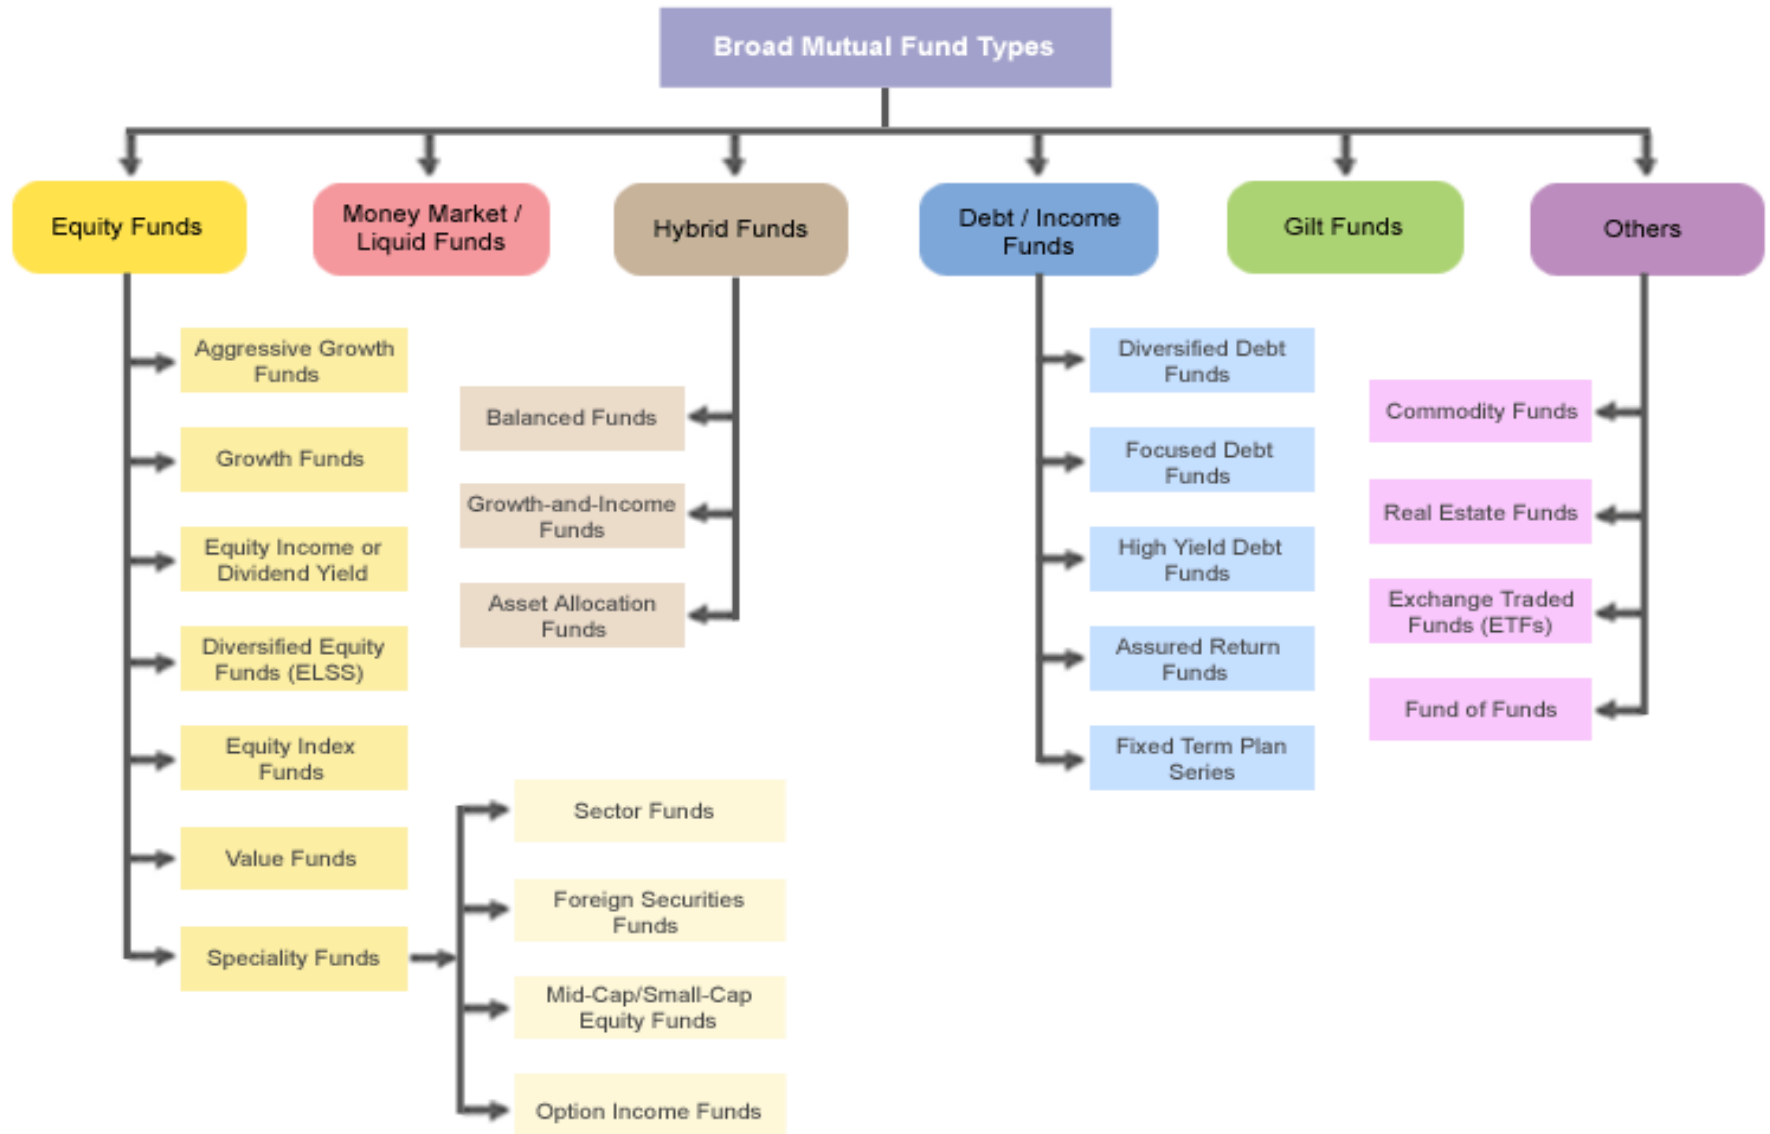 Broad Mutual Fund Types
Equity Funds
Money Market /
Liquid Funds
Hybrid Funds
Debt / Income
Funds
Gilt Funds
Others
Aggressive Growth
Funds
Growth Funds
Equity Income or
Dividend Yield
Diversified Equity
Funds (ELSS)
Equity Index
Funds
Value Funds
Speciality Funds
Sector Funds
Foreign Securities
Funds
Mid-Cap/Small-Cap
Equity Funds
Option Income Funds
Balanced Funds
Growth-and-Income
Funds
Asset Allocation
Funds
Diversified Debt
Funds
Focused Debt
Funds
High Yield Debt
Funds
Assured Return
Funds
Fixed Term Plan
Series
Commodity Funds
Real Estate Funds
Exchange Traded
Funds (ETFs)
Fund of Funds